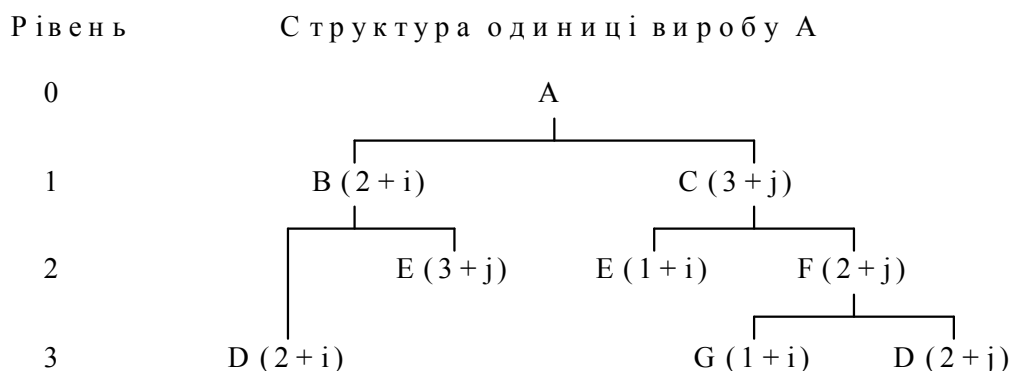 Рівень Структура одиниці виробу А
0 А
1 B(2+i) C(3+j)
2 E(3+j) E(1+i) F(2+j)
3 D(2+i) G(1+i) D(2+j)